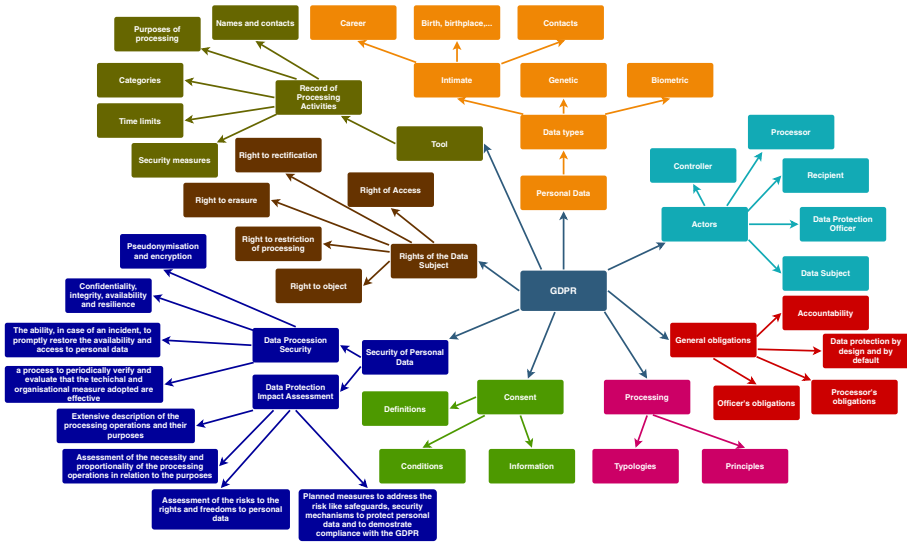 Names and contacts
Career
Birth, birthplace,...
Contacts
Purposes of
processing
Categories
Record of
Processing
Activities
Intimate
Genetic
Biometric
Time limits
Data types
Processor
Security measures
Tool
Right to rectification
Controller
Recipient
Right of Access
Personal Data
Right to erasure
Actors
Data Protection
Officer
Pseudonymisation
and encryption
Right to restriction
of processing
Rights of the Data
Subject
Data Subject
Right to object
GDPR
Confidentiality,
integrity, availability
and resilience
Accountability
The ability, in case of an incident, to
promptly restore the availability and
access to personal data
Data Procession
Security
Security of Personal
Data
General obligations
Data protection by
design and by
default
a process to periodically verify and
evaluate that the techichal and
organisational measure adopted are
effective
Data Protection
Impact Assessment
Definitions
Consent
Processing
Officer's obligations
Processor's
obligations
Extensive description of the
processing operations and their
purposes
Assessment of the necessity and
proportionality of the processing
operations in relation to the purposes
Conditions
Information
Typologies
Principles
Assessment of the risks to the
rights and freedoms to personal
data
Planned measures to address the
risk like safeguards, security
mechanisms to protect personal
data and to demostrate
compliance with the GDPR